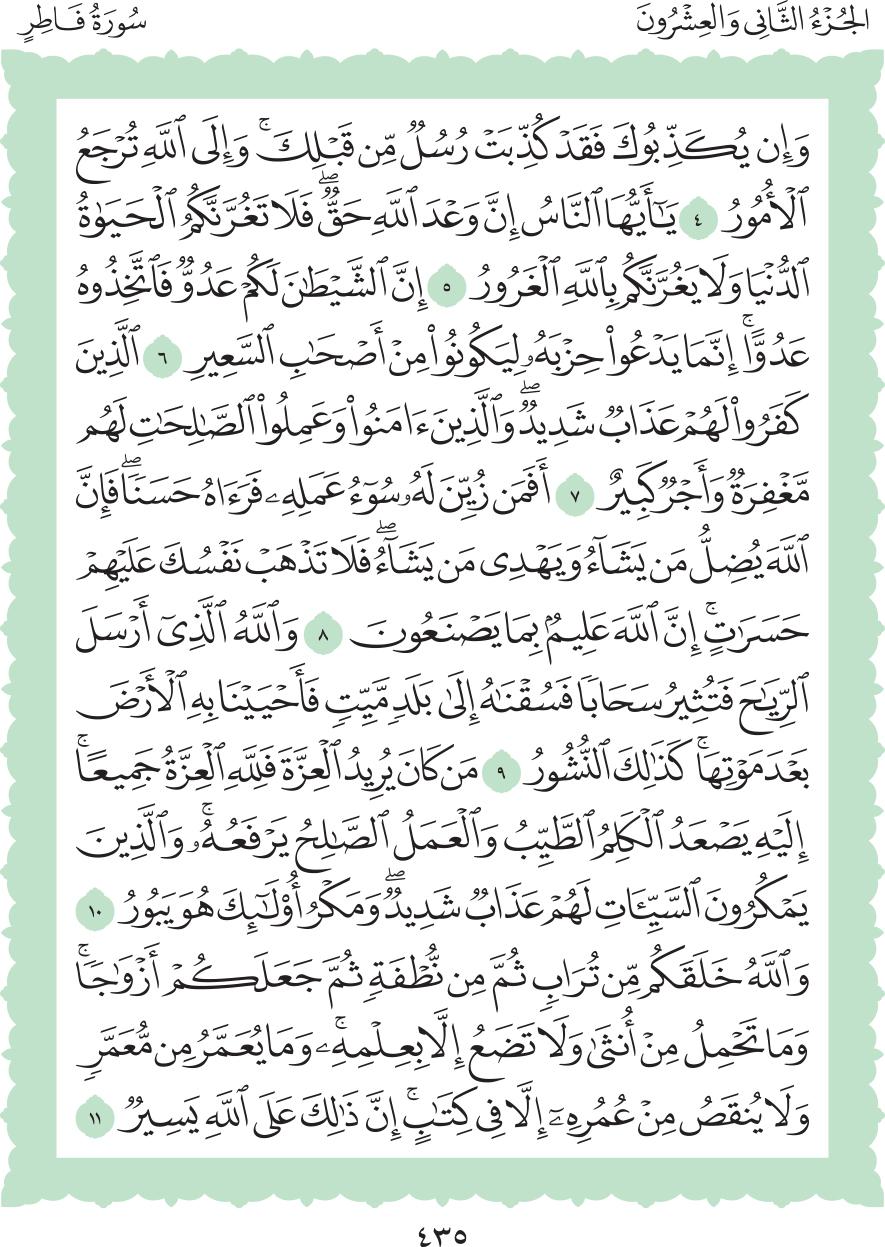 الجُزْءُ الثَّانِي وَالعِشْرُونَ
سُورَةُ فَاطِرٍ
وَإِن يُكَذِّبُوكَ فَقَدْ كُذِّبَتْ رُسُلٌ مِّن قَبْلِكَۚ وَإِلَى ٱللَّهِ تُرْجَعُ
ٱلْأُمُورُ ٤ يَٰٓأَيُّهَا ٱلنَّاسُ إِنَّ وَعْدَ ٱللَّهِ حَقٌّۖ فَلَا تَغُرَّنَّكُمُ ٱلْحَيَوٰةُ
ٱلدُّنْيَا وَلَا يَغُرَّنَّكُم بِٱللَّهِ ٱلْغَرُورُ ٥ إِنَّ ٱلشَّيْطَٰنَ لَكُمْ عَدُوٌّ فَٱتَّخِذُوهُ
عَدُوًّاۚ إِنَّمَا يَدْعُوا۟ حِزْبَهُۥ لِيَكُونُوا۟ مِنْ أَصْحَٰبِ ٱلسَّعِيرِ ٦ ٱلَّذِينَ
كَفَرُوا۟ لَهُمْ عَذَابٌ شَدِيدٌۖ وَٱلَّذِينَ ءَامَنُوا۟ وَعَمِلُوا۟ ٱلصَّٰلِحَٰتِ لَهُم
مَّغْفِرَةٌ وَأَجْرٌ كَبِيرٌ ٧ أَفَمَن زُيِّنَ لَهُۥ سُوٓءُ عَمَلِهِۦ فَرَءَاهُ حَسَنًاۖ فَإِنَّ
ٱللَّهَ يُضِلُّ مَن يَشَآءُ وَيَهْدِى مَن يَشَآءُۖ فَلَا تَذْهَبْ نَفْسُكَ عَلَيْهِمْ
حَسَرَٰتٍۚ إِنَّ ٱللَّهَ عَلِيمٌۢ بِمَا يَصْنَعُونَ ٨ وَٱللَّهُ ٱلَّذِىٓ أَرْسَلَ
ٱلرِّيَٰحَ فَتُثِيرُ سَحَابًا فَسُقْنَٰهُ إِلَىٰ بَلَدٍ مَّيِّتٍ فَأَحْيَيْنَا بِهِ ٱلْأَرْضَ
بَعْدَ مَوْتِهَاۚ كَذَٰلِكَ ٱلنُّشُورُ ٩ مَن كَانَ يُرِيدُ ٱلْعِزَّةَ فَلِلَّهِ ٱلْعِزَّةُ جَمِيعًاۚ
إِلَيْهِ يَصْعَدُ ٱلْكَلِمُ ٱلطَّيِّبُ وَٱلْعَمَلُ ٱلصَّٰلِحُ يَرْفَعُهُۥۚ وَٱلَّذِينَ
يَمْكُرُونَ ٱلسَّيِّـَٔاتِ لَهُمْ عَذَابٌ شَدِيدٌۖ وَمَكْرُ أُو۟لَٰٓئِكَ هُوَ يَبُورُ ١٠
وَٱللَّهُ خَلَقَكُم مِّن تُرَابٍ ثُمَّ مِن نُّطْفَةٍ ثُمَّ جَعَلَكُمْ أَزْوَٰجًاۚ
وَمَا تَحْمِلُ مِنْ أُنثَىٰ وَلَا تَضَعُ إِلَّا بِعِلْمِهِۦۚ وَمَا يُعَمَّرُ مِن مُّعَمَّرٍ
وَلَا يُنقَصُ مِنْ عُمُرِهِۦٓ إِلَّا فِى كِتَٰبٍۚ إِنَّ ذَٰلِكَ عَلَى ٱللَّهِ يَسِيرٌ ١١
٤٣٥